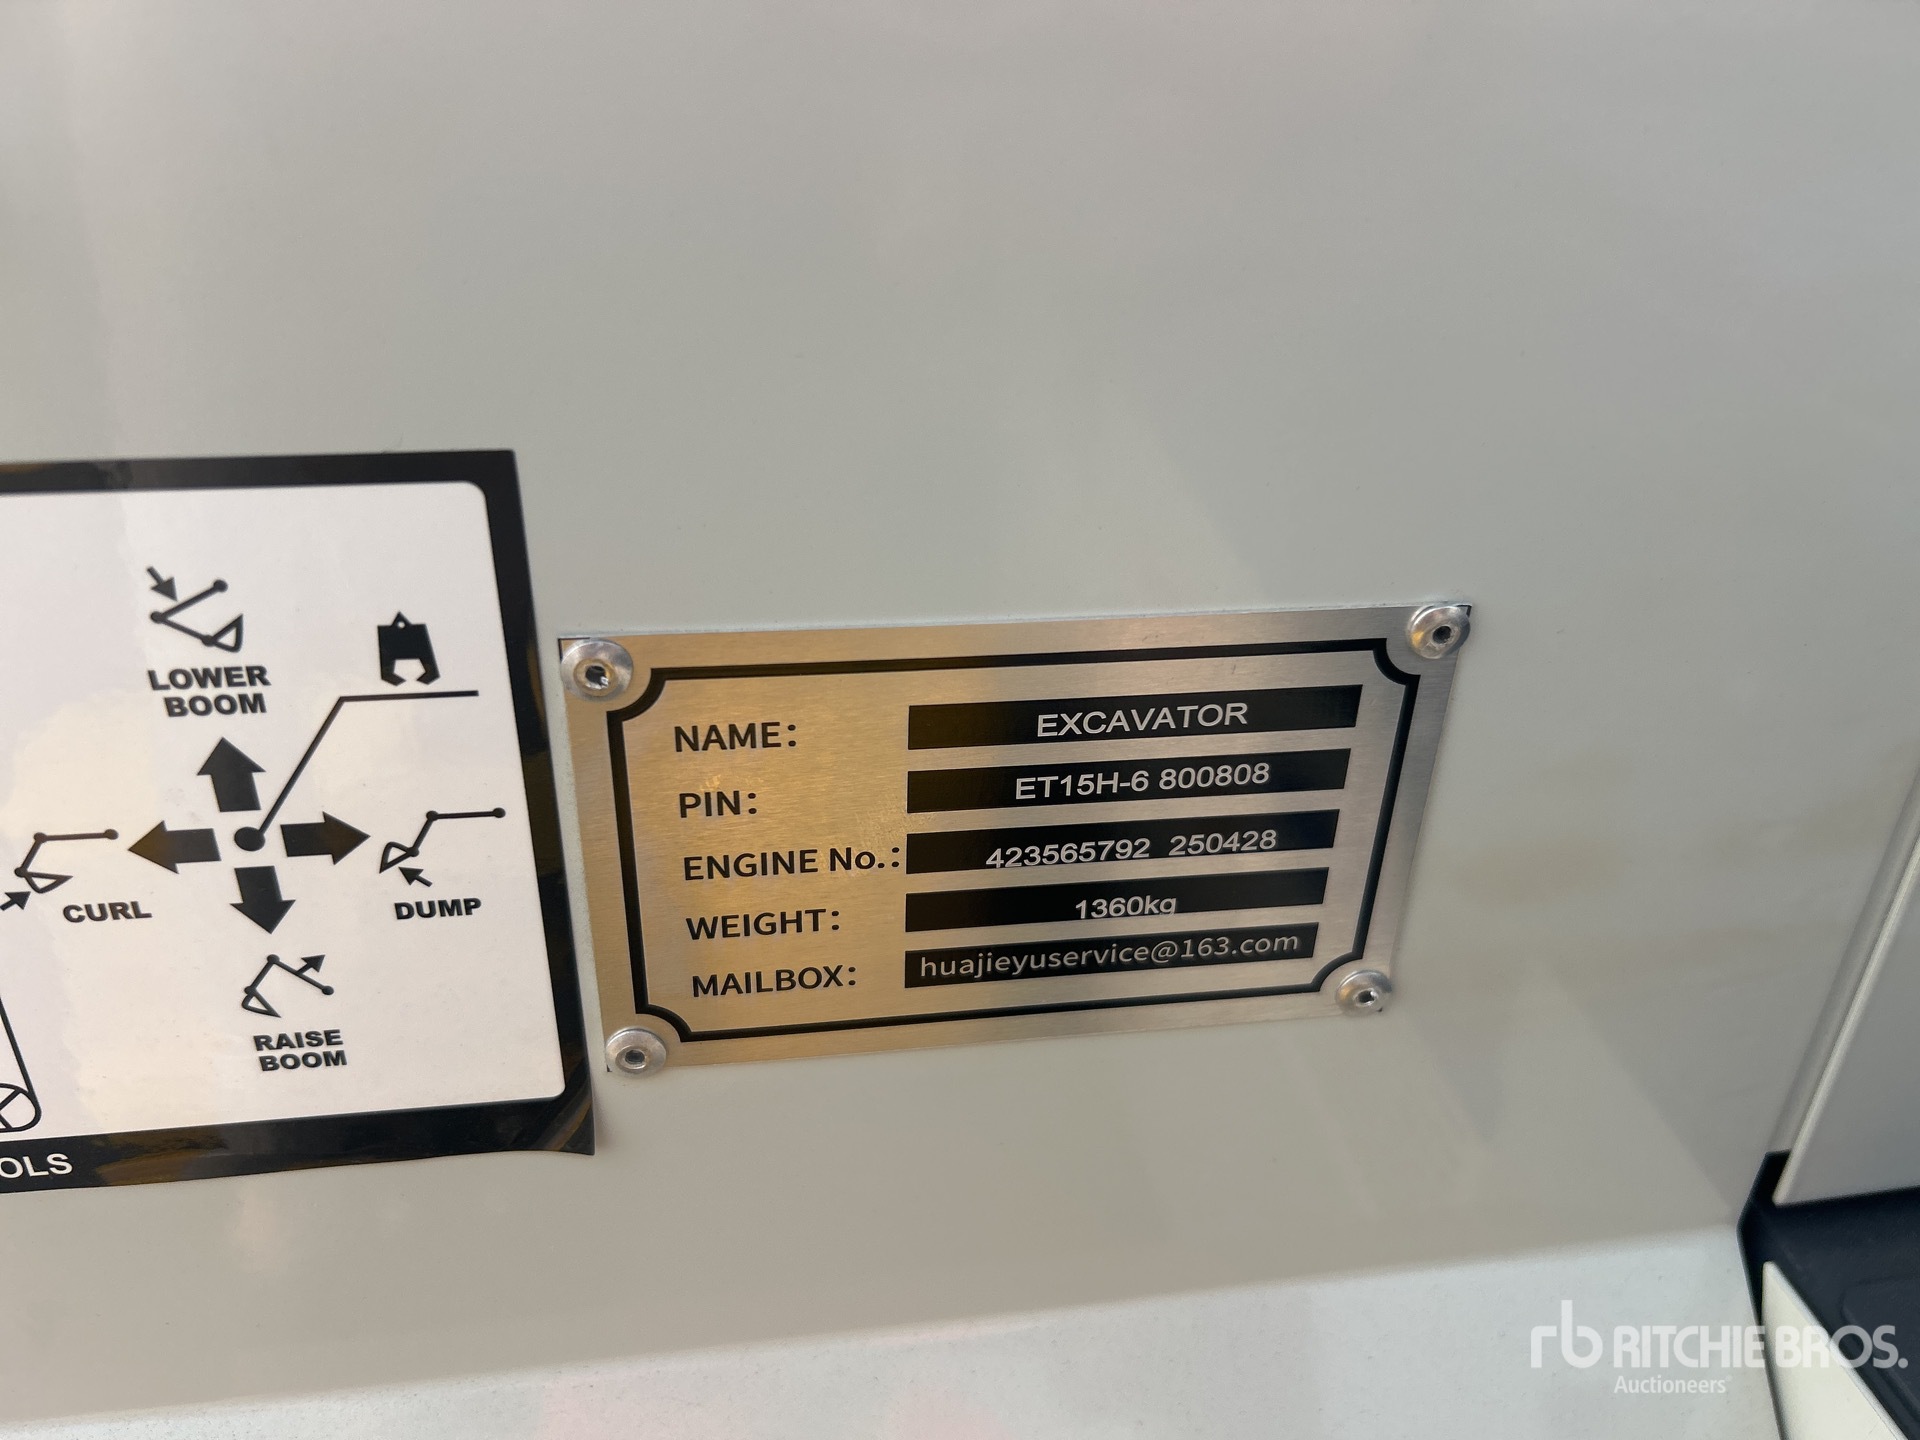 LOWER
BOOM
CURL
DUMP
RAISE
BOOM
OLS
NAME: EXCAVATOR
PIN: ET15H-6 800808
ENGINE No.: 423565792 250428
WEIGHT: 1360kg
MAILBOX: huajieyuservice@163.com
rb RITCHIE BROS.
Auctioneers